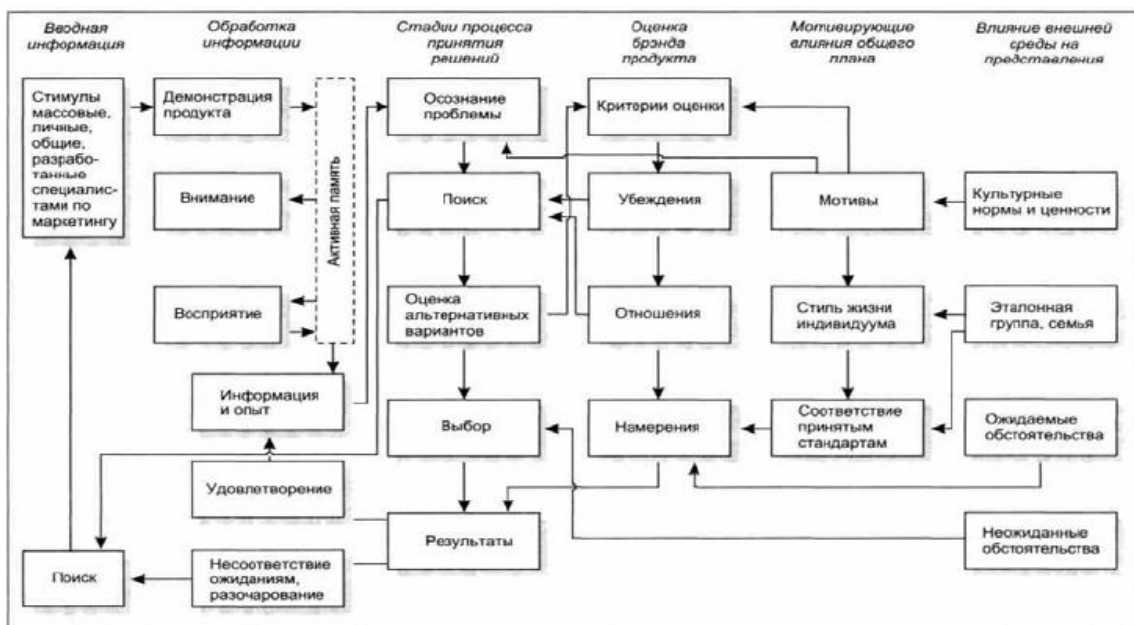 Вводная
информация
Обработка
информации
Стадии процесса
принятия
решений
Оценка
брэнда
продукта
Мотивирующие
влияния общего
плана
Влияние внешней
среды на
представления
Стимулы
массовые,
личные,
общие,
разрабо-
танные
специалис-
тами по
маркетингу
Демонстрация
продукта
Активная память
Осознание
проблемы
Критерии оценки
Внимание
Поиск
Убеждения
Мотивы
Культурные
нормы и ценности
Восприятие
Оценка
альтернативных
вариантов
Отношения
Стиль жизни
индивидуума
Эталонная
группа, семья
Информация
и опыт
Выбор
Намерения
Соответствие
принятым
стандартам
Ожидаемые
обстоятельства
Удовлетворение
Результаты
Неожиданные
обстоятельства
Поиск
Несоответствие
ожиданиям,
разочарование